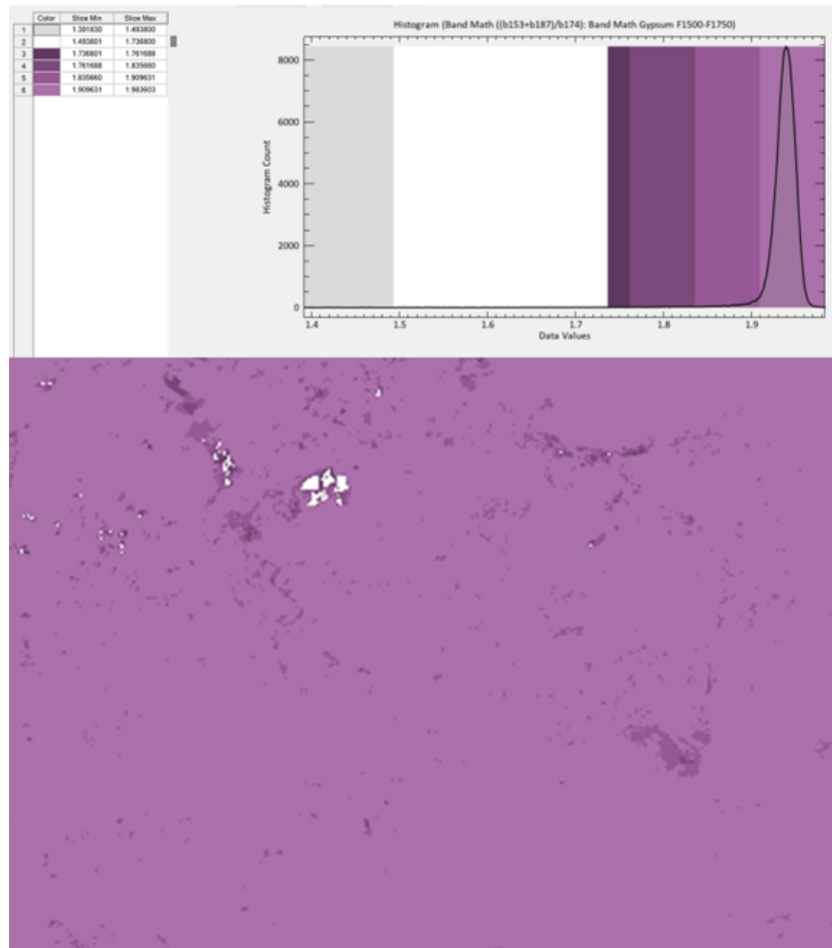 Color Slice Min Slice Max
1 1.391830 1.493800
2 1.493801 1.736800
3 1.736801 1.761688
4 1.761688 1.835660
5 1.835660 1.909631
6 1.909631 1.983603
Histogram (Band Math ((b153+b187)/b174): Band Math Gypsum F1500-F1750)
Histogram Count
8000
6000
4000
2000
0
1.4 1.5 1.6 1.7 1.8 1.9
Data Values